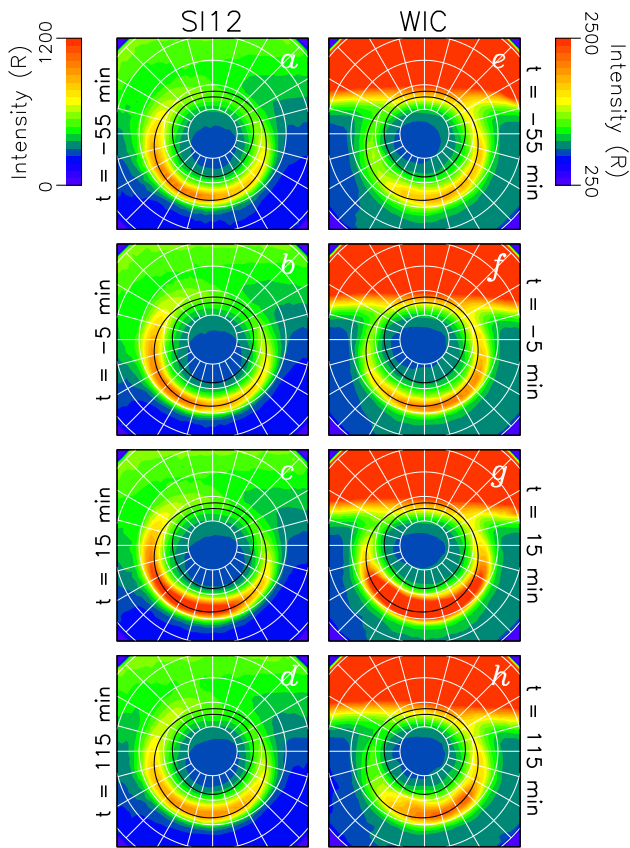 SI12 WIC
1200
0
Intensity (R)
2500
250
Intensity (R)
a
t = −55 min
e
t = −55 min
b
t = −5 min
f
t = −5 min
c
t = 15 min
g
t = 15 min
d
t = 115 min
h
t = 115 min